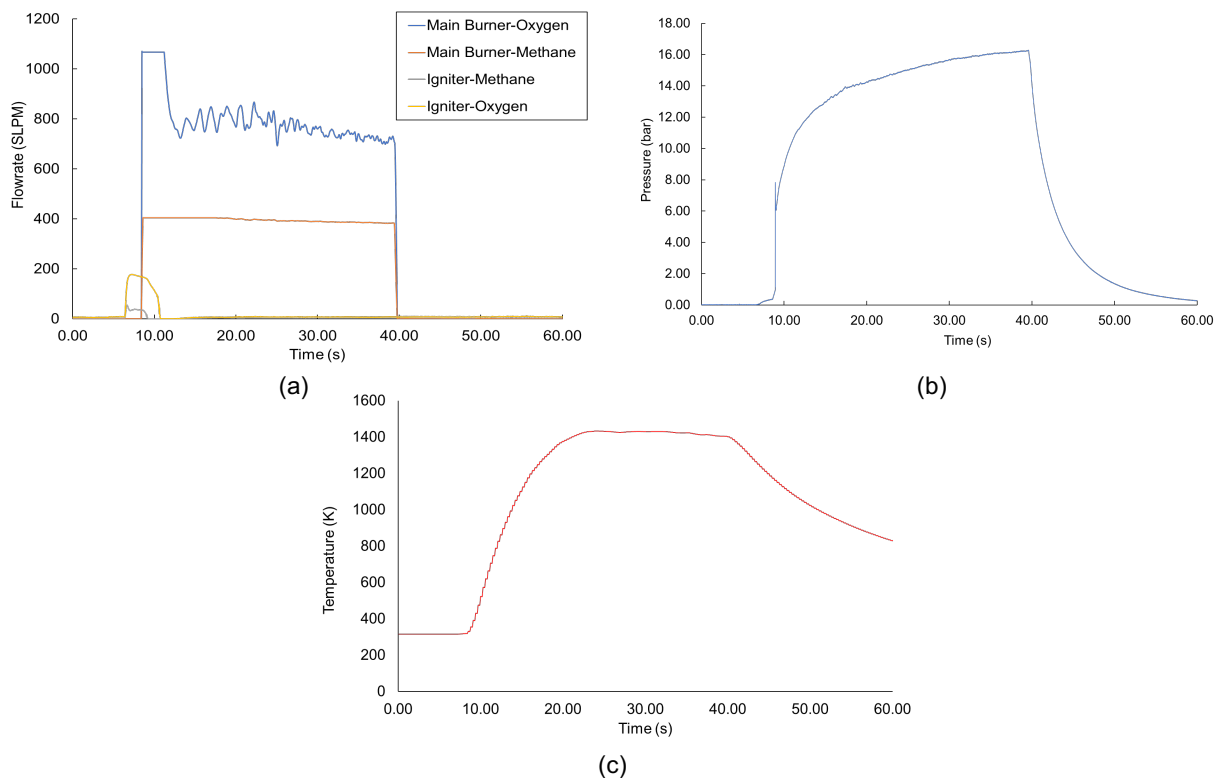 1200
1000
800
600
400
200
0
Flowrate (SLPM)
0.00 10.00 20.00 30.00 40.00 50.00 60.00
Time (s)
Main Burner-Oxygen
Main Burner-Methane
Igniter-Methane
Igniter-Oxygen
(a)
18.00
16.00
14.00
12.00
10.00
8.00
6.00
4.00
2.00
0.00
Pressure (bar)
0.00 10.00 20.00 30.00 40.00 50.00 60.00
Time (s)
(b)
1600
1400
1200
1000
800
600
400
200
0
Temperature (K)
0.00 10.00 20.00 30.00 40.00 50.00 60.00
Time (s)
(c)